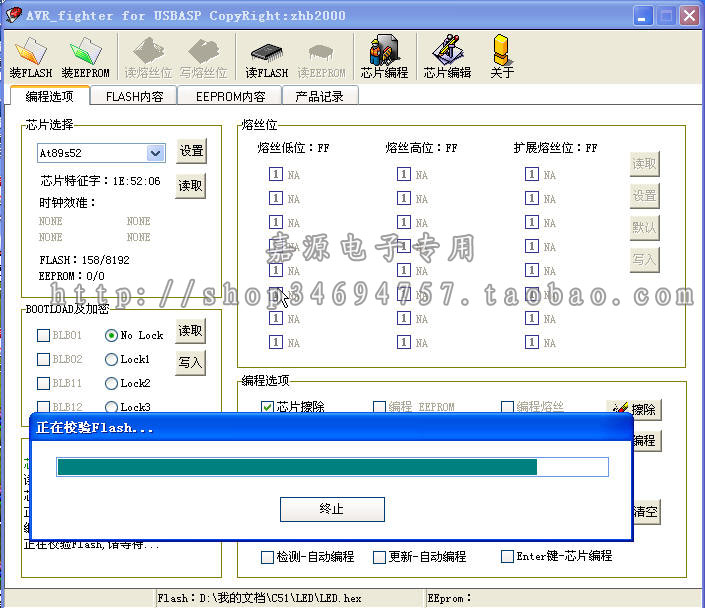 AVR_fighter for USBASP CopyRight:zhb2000
装FLASH 装EEPROM 读熔丝位 写熔丝位 读FLASH 读EEPROM 芯片编程 芯片编辑 关于
编程选项 FLASH内容 EEPROM内容 产品记录
芯片选择
At89s52 设置
芯片特征字：1E:52:06 读取
时钟效准：
NONE NONE
NONE NONE
FLASH：158/8192
EEPROM：0/0
熔丝位
熔丝低位：FF 熔丝高位：FF 扩展熔丝位：FF
1 NA 1 NA 1 NA 读取
1 NA 1 NA 1 NA 设置
1 NA 1 NA 1 NA 默认
1 NA 1 NA 1 NA 写入
1 NA 1 NA 1 NA
1 NA 1 NA 1 NA
1 NA 1 NA 1 NA
1 NA 1 NA 1 NA
嘉源电子专用
http://shop34694757.taobao.com
BOOTLOAD及加密
BLB01 No Lock 读取
BLB02 Lock1 写入
BLB11 Lock2
BLB12 Lock3
编程选项
芯片擦除 编程 EEPROM 编程熔丝 擦除
编程
清空
正在校验Flash...
终止
正在校验Flash,请等待...
检测-自动编程 更新-自动编程 Enter键-芯片编程
Flash：D:\我的文档\C51\LED\LED.hex EEprom：